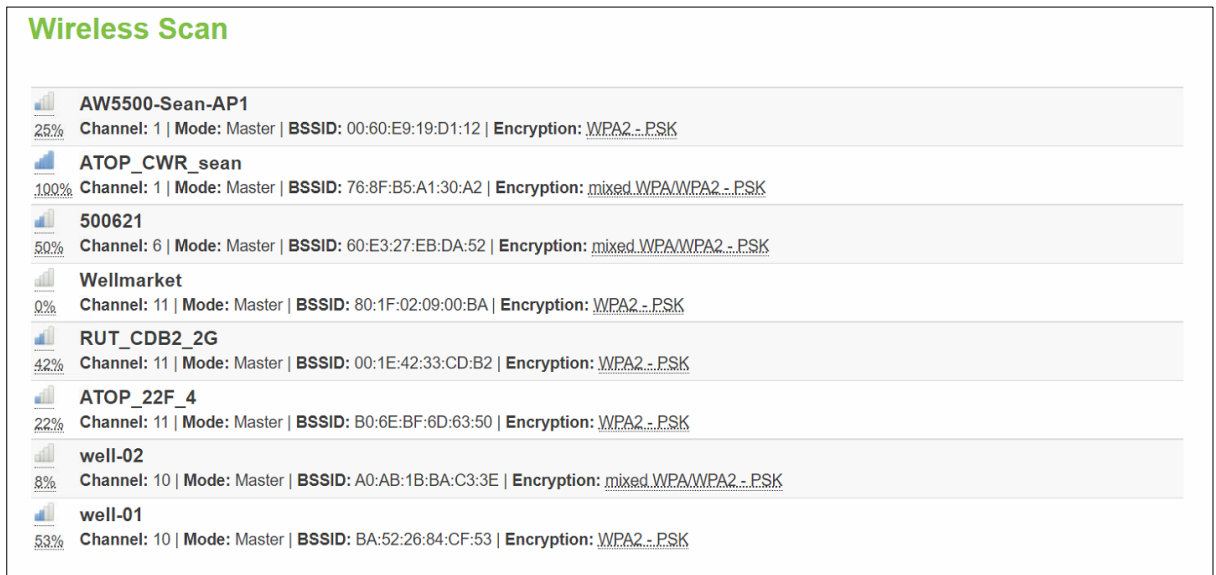 Wireless Scan
AW5500-Sean-AP1
25% Channel: 1 | Mode: Master | BSSID: 00:60:E9:19:D1:12 | Encryption: WPA2 - PSK
ATOP_CWR_sean
100% Channel: 1 | Mode: Master | BSSID: 76:8F:B5:A1:30:A2 | Encryption: mixed WPA/WPA2 - PSK
500621
50% Channel: 6 | Mode: Master | BSSID: 60:E3:27:EB:DA:52 | Encryption: mixed WPA/WPA2 - PSK
Wellmarket
0% Channel: 11 | Mode: Master | BSSID: 80:1F:02:09:00:BA | Encryption: WPA2 - PSK
RUT_CDB2_2G
42% Channel: 11 | Mode: Master | BSSID: 00:1E:42:33:CD:B2 | Encryption: WPA2 - PSK
ATOP_22F_4
22% Channel: 11 | Mode: Master | BSSID: B0:6E:BF:6D:63:50 | Encryption: WPA2 - PSK
well-02
8% Channel: 10 | Mode: Master | BSSID: A0:AB:1B:BA:C3:3E | Encryption: mixed WPA/WPA2 - PSK
well-01
53% Channel: 10 | Mode: Master | BSSID: BA:52:26:84:CF:53 | Encryption: WPA2 - PSK